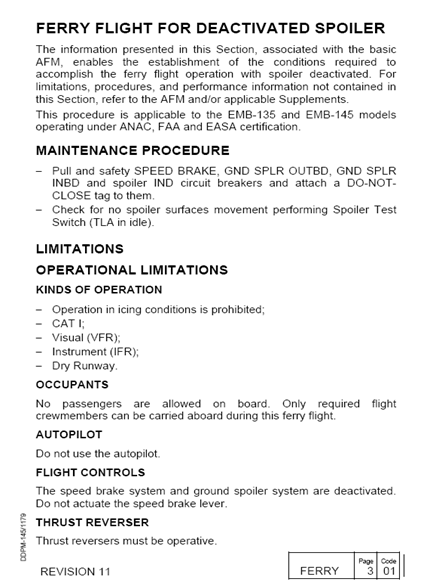 FERRY FLIGHT FOR DEACTIVATED SPOILER
The information presented in this Section, associated with the basic
AFM, enables the establishment of the conditions required to
accomplish the ferry flight operation with spoiler deactivated. For
limitations, procedures, and performance information not contained in
this Section, refer to the AFM and/or applicable Supplements.
This procedure is applicable to the EMB-135 and EMB-145 models
operating under ANAC, FAA and EASA certification.
MAINTENANCE PROCEDURE
– Pull and safety SPEED BRAKE, GND SPLR OUTBD, GND SPLR
INBD and spoiler IND circuit breakers and attach a DO-NOT-
CLOSE tag to them.
– Check for no spoiler surfaces movement performing Spoiler Test
Switch (TLA in idle).
LIMITATIONS
OPERATIONAL LIMITATIONS
KINDS OF OPERATION
– Operation in icing conditions is prohibited;
– CAT I;
– Visual (VFR);
– Instrument (IFR);
– Dry Runway.
OCCUPANTS
No passengers are allowed on board. Only required flight
crewmembers can be carried aboard during this ferry flight.
AUTOPILOT
Do not use the autopilot.
FLIGHT CONTROLS
The speed brake system and ground spoiler system are deactivated.
Do not actuate the speed brake lever.
THRUST REVERSER
Thrust reversers must be operative.
DDPM-145/1179
REVISION 11
FERRY
Page
3
Code
01